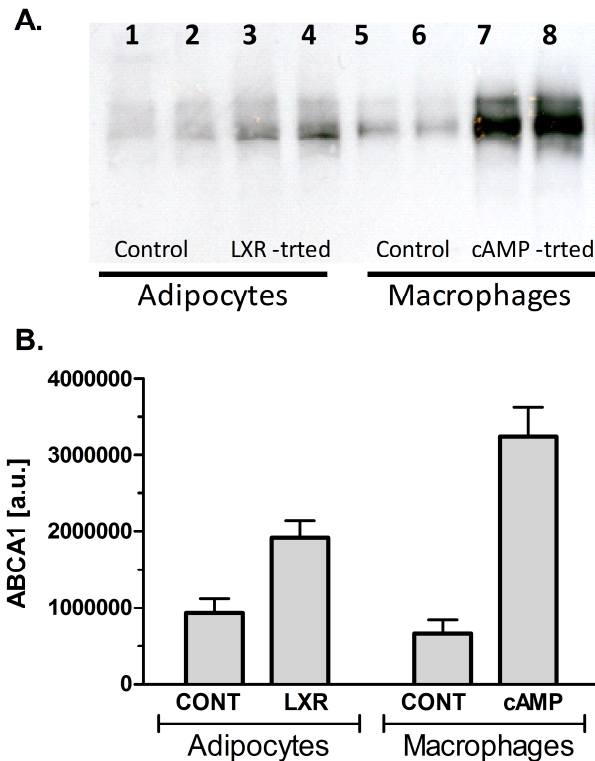 A.
1 2 3 4 5 6 7 8
Control LXR -trted Control cAMP -trted
Adipocytes Macrophages
B.
4000000
3000000
2000000
1000000
0
ABCA1 [a.u.]
CONT LXR CONT cAMP
Adipocytes Macrophages